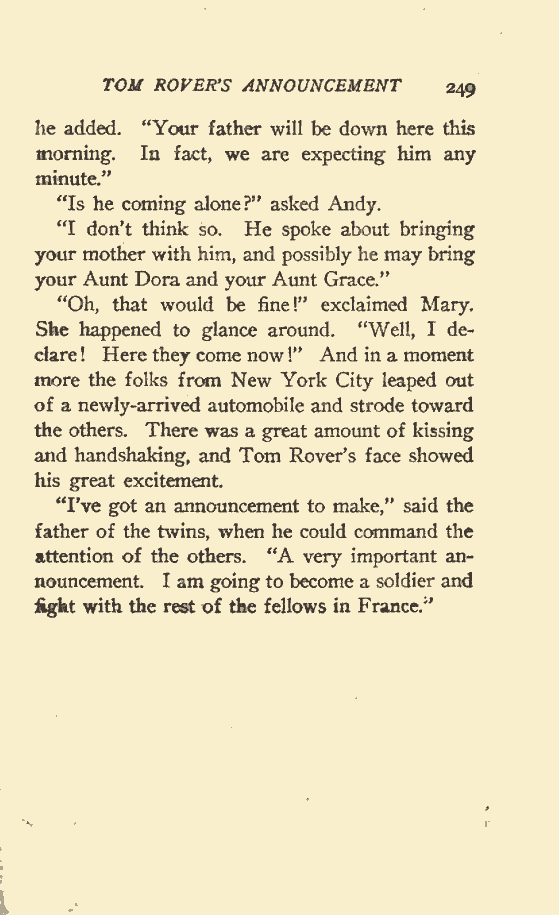 TOM ROVER'S ANNOUNCEMENT 249
he added. "Your father will be down here this
morning. In fact, we are expecting him any
minute."
"Is he coming alone?" asked Andy.
"I don't think so. He spoke about bringing
your mother with him, and possibly he may bring
your Aunt Dora and your Aunt Grace."
"Oh, that would be fine!" exclaimed Mary.
She happened to glance around. "Well, I de-
clare! Here they come now!" And in a moment
more the folks from New York City leaped out
of a newly-arrived automobile and strode toward
the others. There was a great amount of kissing
and handshaking, and Tom Rover's face showed
his great excitement.
"I've got an announcement to make," said the
father of the twins, when he could command the
attention of the others. "A very important an-
nouncement. I am going to become a soldier and
fight with the rest of the fellows in France."